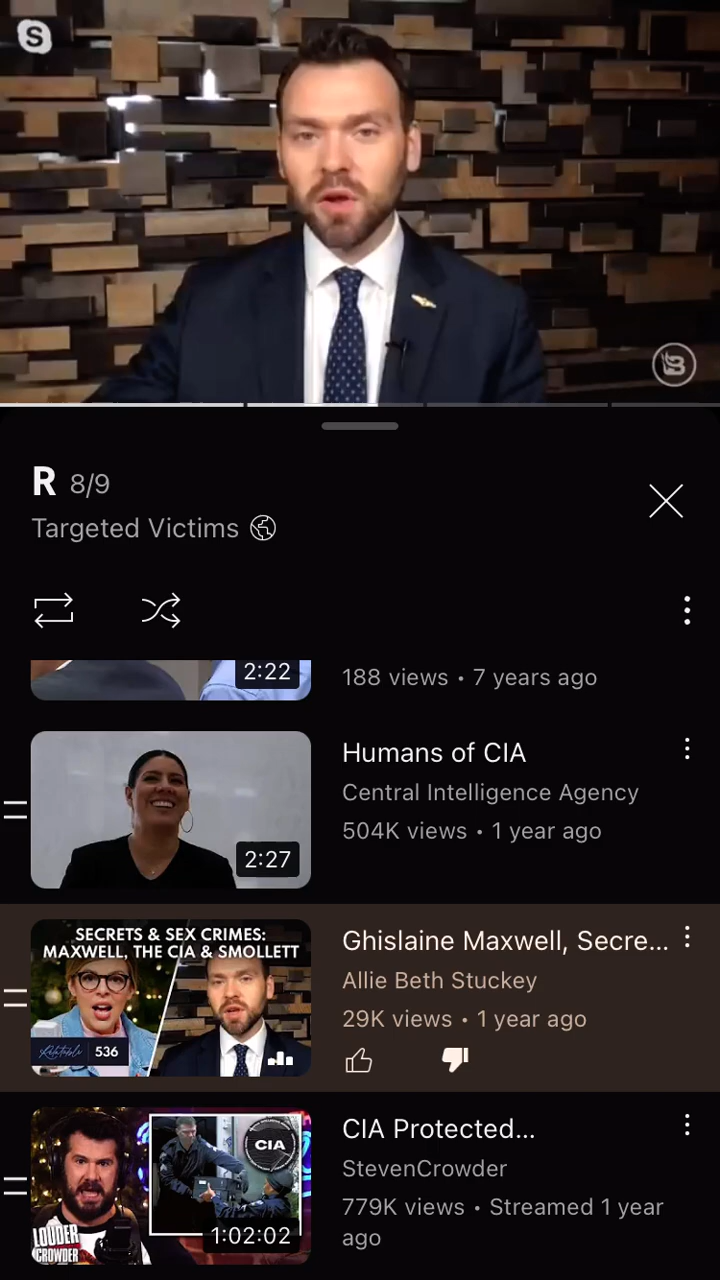 S
B
R 8/9
Targeted Victims
2:22
188 views • 7 years ago
Humans of CIA
Central Intelligence Agency
504K views • 1 year ago
2:27
SECRETS & SEX CRIMES:
MAXWELL, THE CIA & SMOLLETT
Relatable 536
Ghislaine Maxwell, Secre...
Allie Beth Stuckey
29K views • 1 year ago
CIA
LOUDER
CROWDER
1:02:02
CIA Protected...
StevenCrowder
779K views • Streamed 1 year
ago